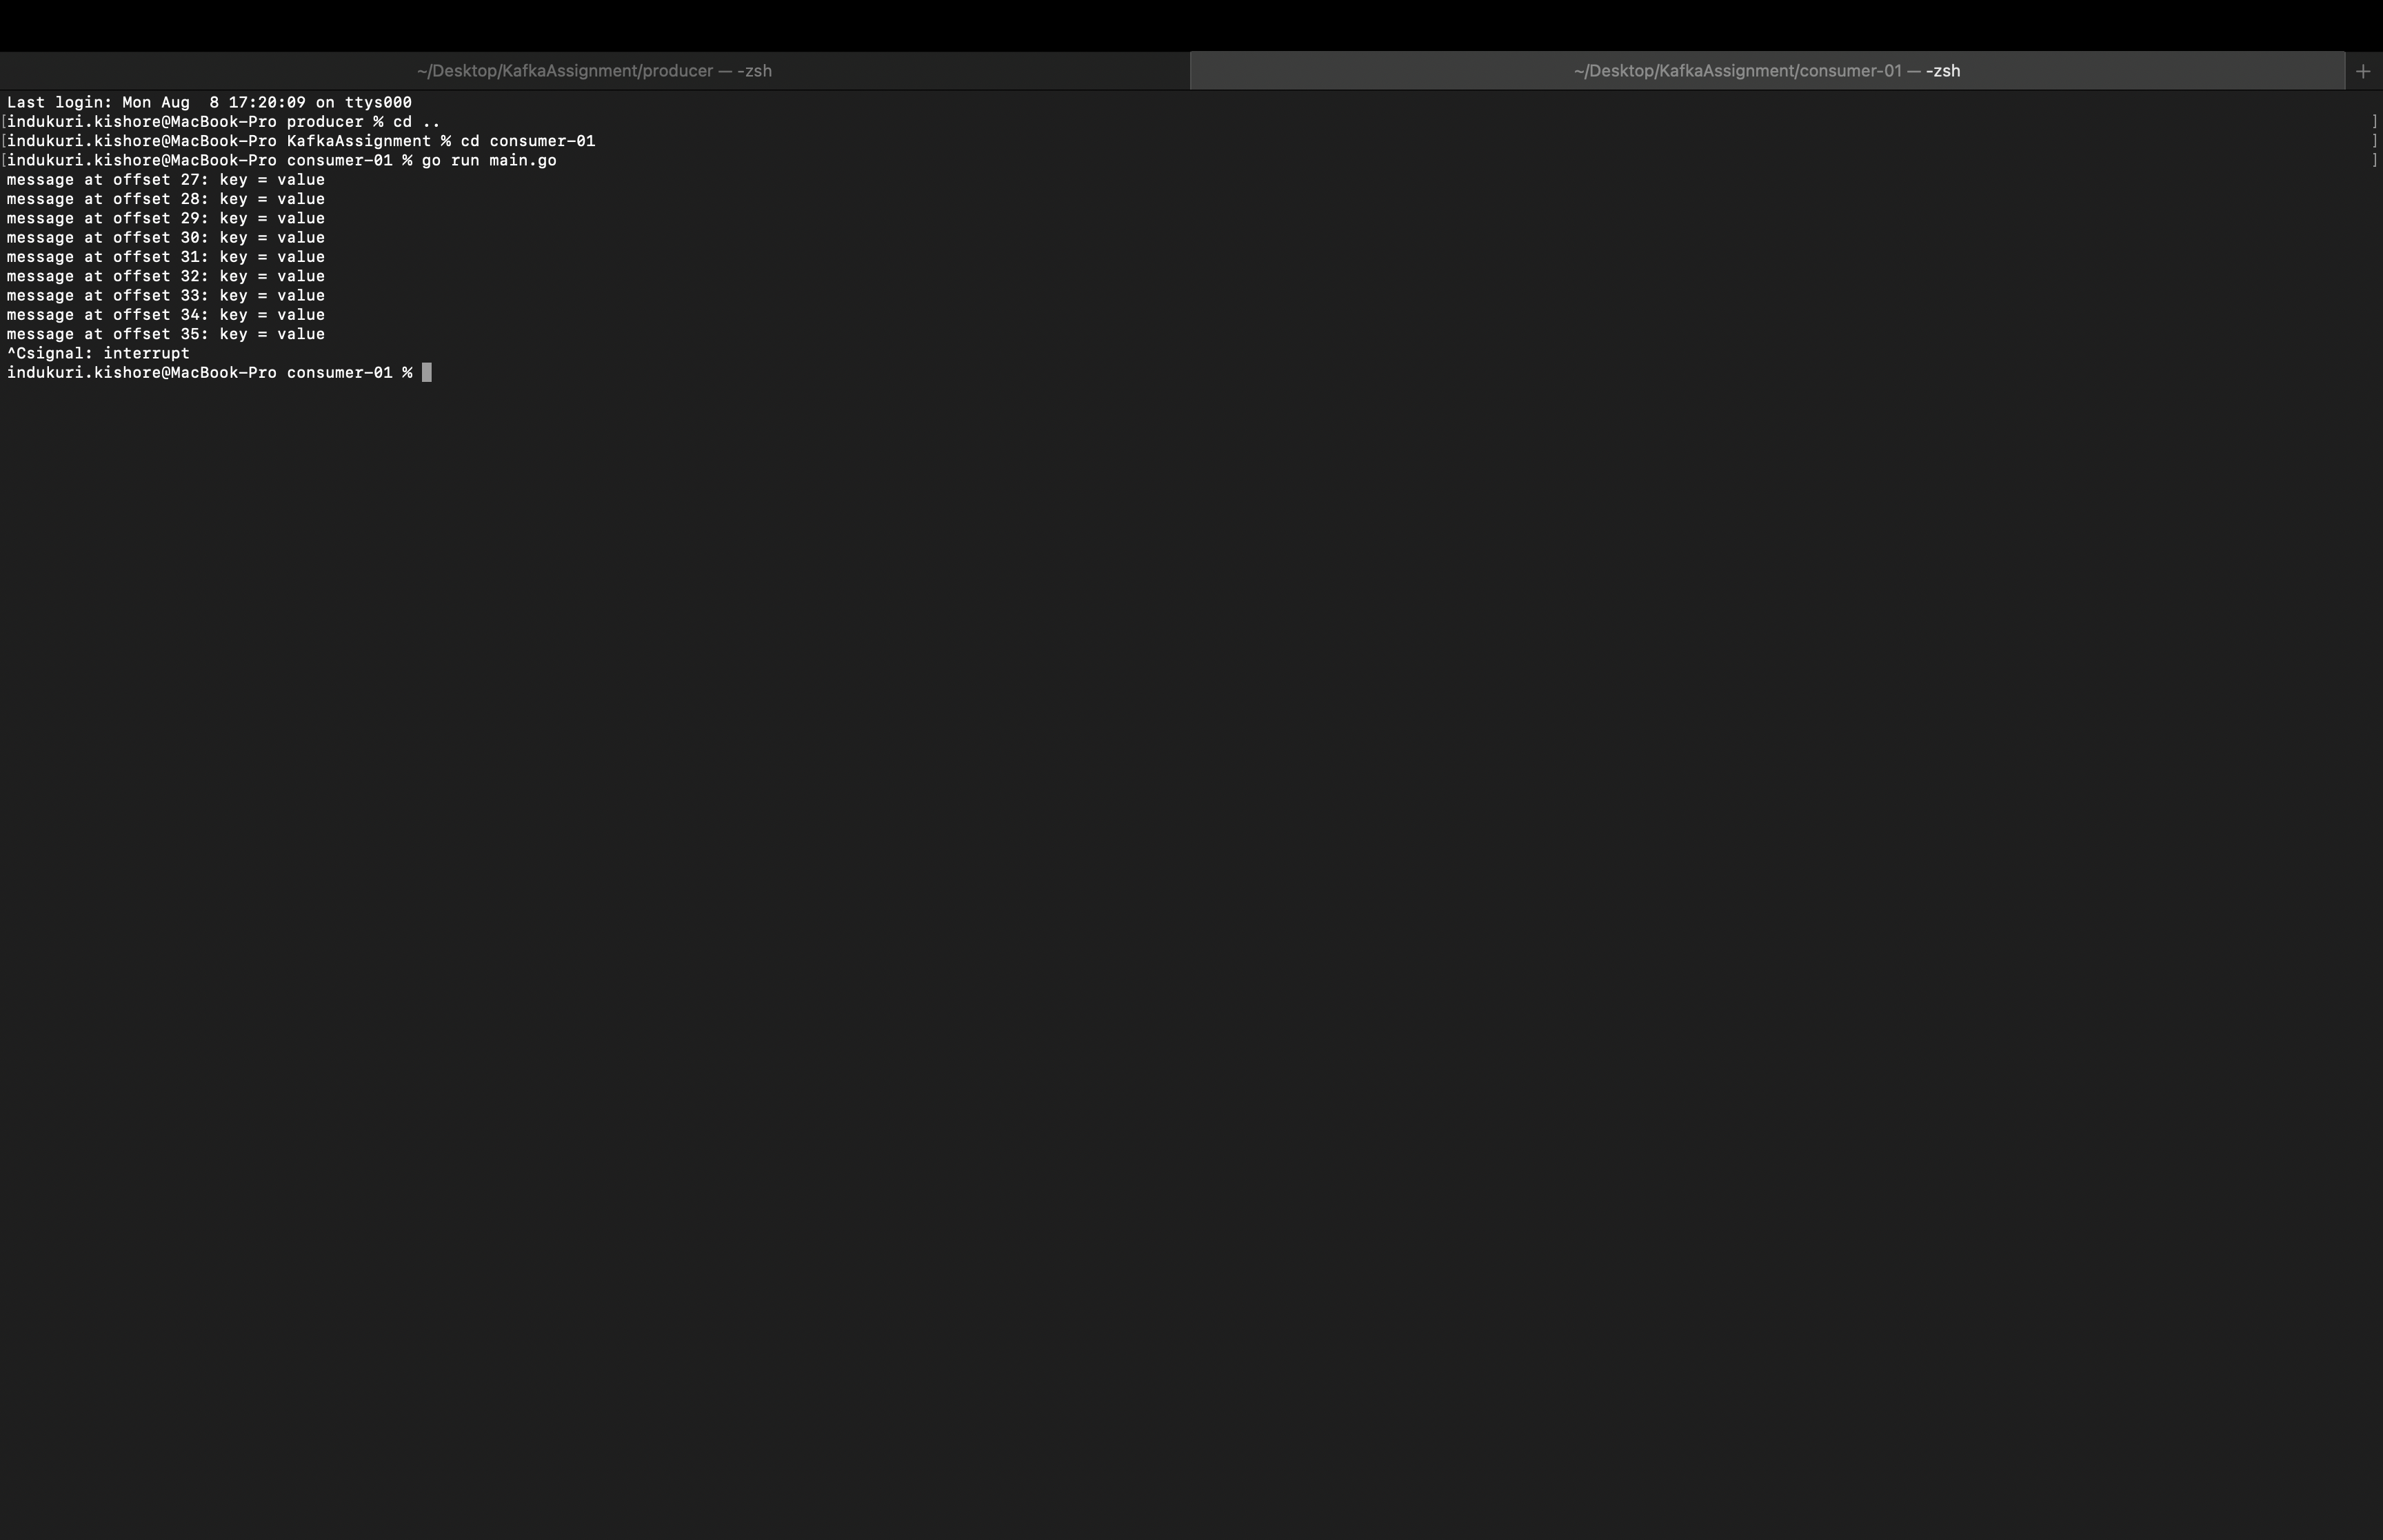 ~/Desktop/KafkaAssignment/producer — -zsh
~/Desktop/KafkaAssignment/consumer-01 — -zsh
+
Last login: Mon Aug  8 17:20:09 on ttys000
[indukuri.kishore@MacBook-Pro producer % cd .. ]
[indukuri.kishore@MacBook-Pro KafkaAssignment % cd consumer-01 ]
[indukuri.kishore@MacBook-Pro consumer-01 % go run main.go ]
message at offset 27: key = value
message at offset 28: key = value
message at offset 29: key = value
message at offset 30: key = value
message at offset 31: key = value
message at offset 32: key = value
message at offset 33: key = value
message at offset 34: key = value
message at offset 35: key = value
^Csignal: interrupt
indukuri.kishore@MacBook-Pro consumer-01 %